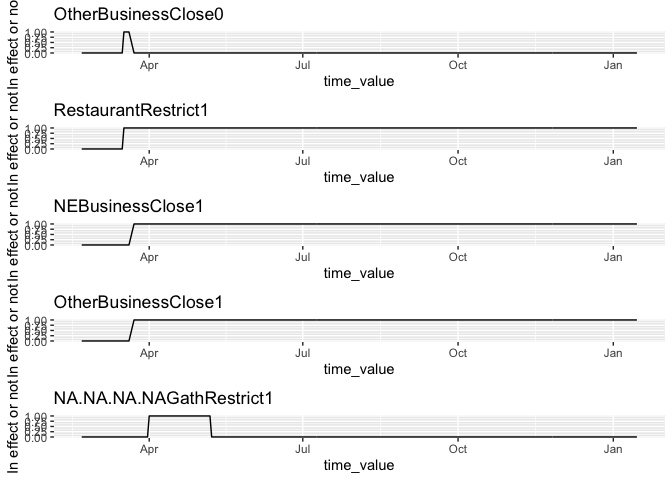 OtherBusinessClose0
In effect or not
1.00
0.75
0.50
0.25
0.00
Apr
Jul
Oct
Jan
time_value
RestaurantRestrict1
In effect or not
1.00
0.75
0.50
0.25
0.00
Apr
Jul
Oct
Jan
time_value
NEBusinessClose1
In effect or not
1.00
0.75
0.50
0.25
0.00
Apr
Jul
Oct
Jan
time_value
OtherBusinessClose1
In effect or not
1.00
0.75
0.50
0.25
0.00
Apr
Jul
Oct
Jan
time_value
NA.NA.NA.NAGathRestrict1
In effect or not
1.00
0.75
0.50
0.25
0.00
Apr
Jul
Oct
Jan
time_value